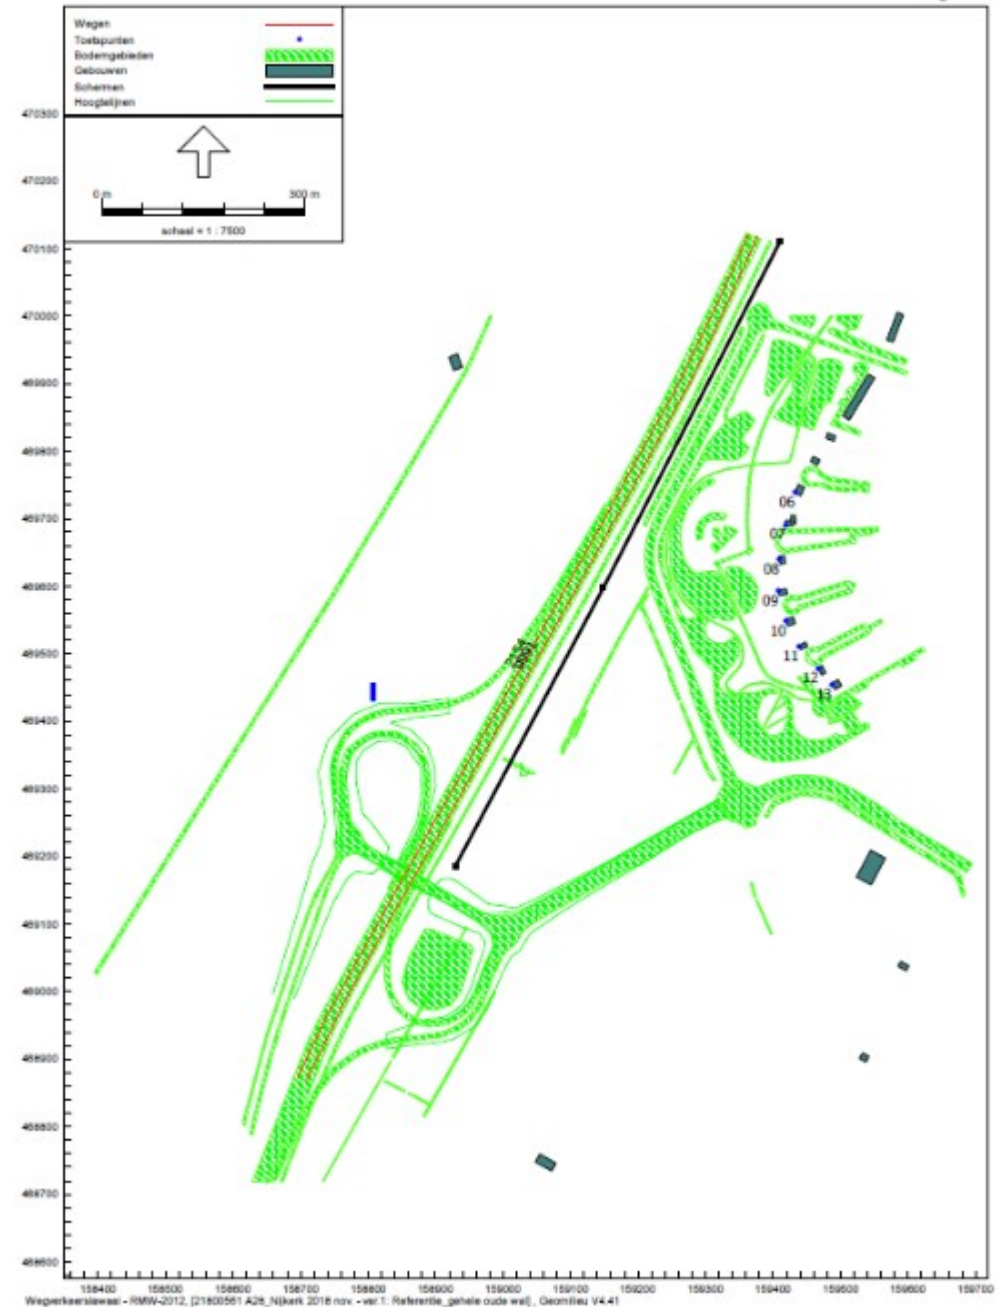 Wegen
Toetspunten
Bodemgebieden
Gebouwen
Schermen
Hoogtelijnen
0 m 300 m
schaal = 1 : 7500
470300
470200
470100
470000
469900
469800
469700
469600
469500
469400
469300
469200
469100
469000
468900
468800
468700
468600
06
07
08
09
10
11
12
13
158400 158500 158600 158700 158800 158900 159000 159100 159200 159300 159400 159500 159600 159700
Wegverkeerslawaai - RMW-2012, [21600561 A28_Nijkerk 2016 nov. - ver.1: Referentie_gehele oude wal] , Geomilieu V4.41